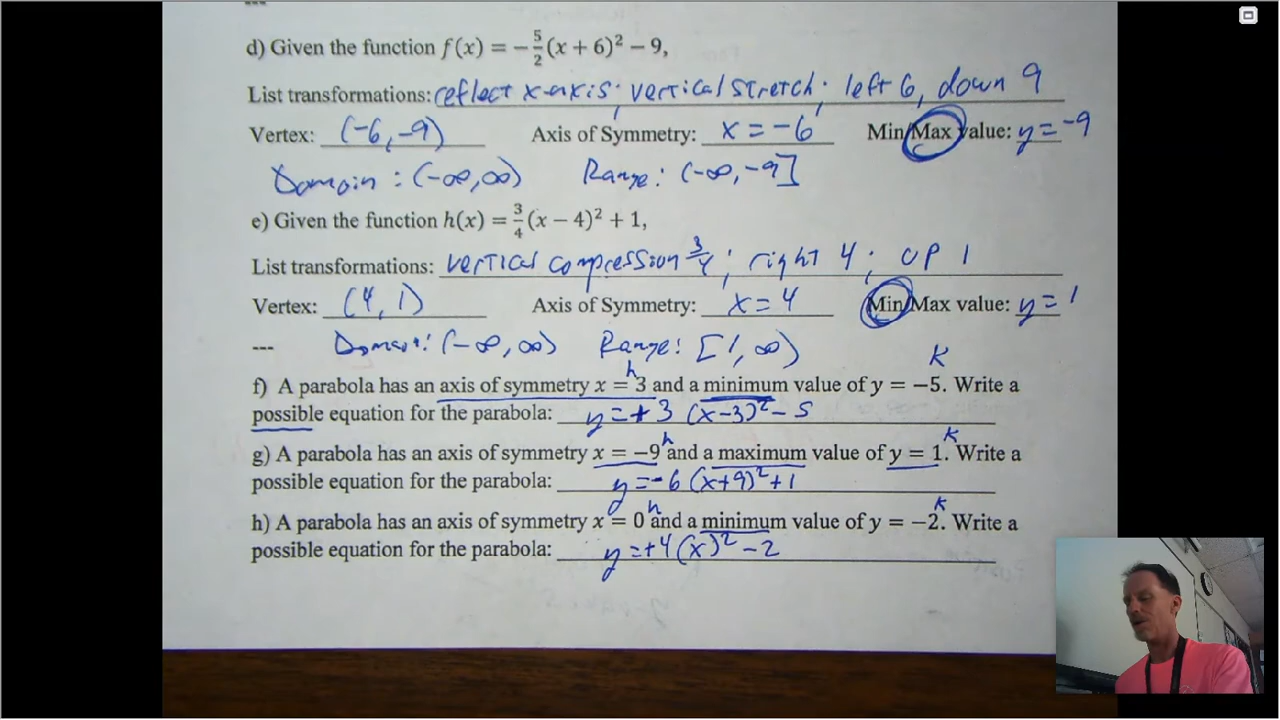 ---
d) Given the function f(x) = −5/2(x + 6)² − 9,
List transformations: reflect x-axis; vertical stretch; left 6, down 9
Vertex: (-6, -9) Axis of Symmetry: x = -6 Min/Max value: y = -9
Domain: (-∞, ∞) Range: (-∞, -9]
e) Given the function h(x) = 3/4(x − 4)² + 1,
List transformations: vertical compression 3/4; right 4; up 1
Vertex: (4, 1) Axis of Symmetry: x = 4 Min/Max value: y = 1
--- Domain: (-∞, ∞) Range: [1, ∞)
h K
f) A parabola has an axis of symmetry x = 3 and a minimum value of y = −5. Write a
possible equation for the parabola: y = +3 (x-3)² - 5
h K
g) A parabola has an axis of symmetry x = −9 and a maximum value of y = 1. Write a
possible equation for the parabola: y = -6 (x+9)² + 1
h K
h) A parabola has an axis of symmetry x = 0 and a minimum value of y = −2. Write a
possible equation for the parabola: y = +4(x)² - 2